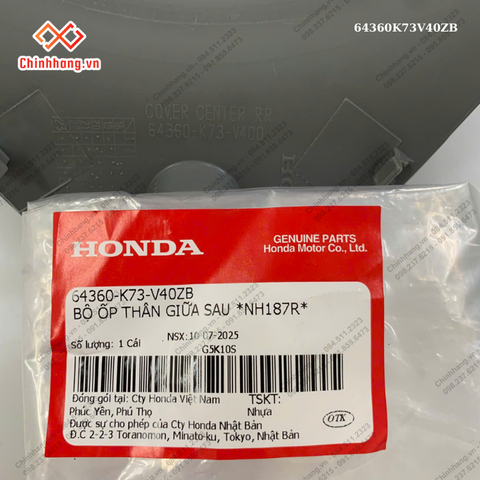 64360K73V40ZB
Chinhhang.vn
COVER CENTER RR
64360-K73-V400
HONDA
GENUINE PARTS
Honda Motor Co., Ltd.
64360-K73-V40ZB
BỘ ỐP THÂN GIỮA SAU *NH187R*
NSX:10-07-2025
Số lượng: 1 Cái
G5K10S
Đóng gói tại: Cty Honda Việt Nam
TSKT:
Phúc Yên, Phú Thọ
Nhựa
Được sự cho phép của Cty Honda Nhật Bản
OTK
Đ.C 2-2-3 Toranomon, Minato-ku, Tokyo, Nhật Bản